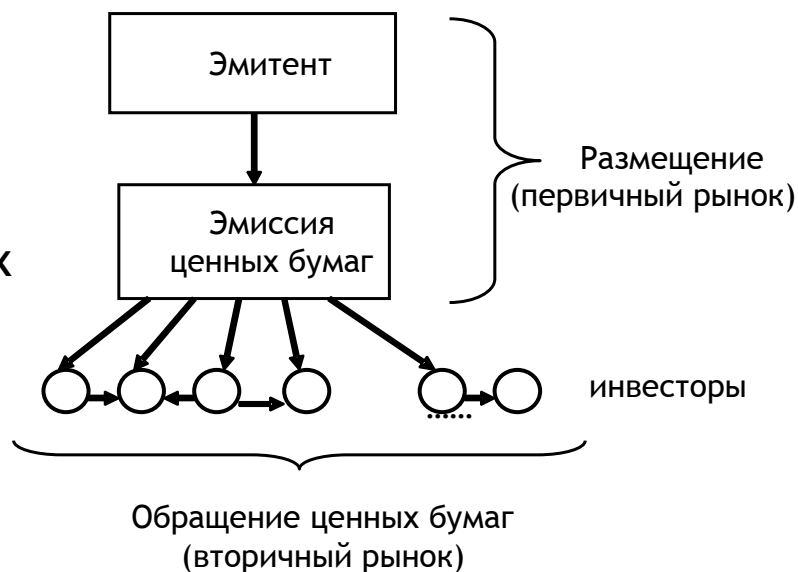 Эмитент
Размещение
(первичный рынок)
Эмиссия
ценных бумаг
х
инвесторы
......
Обращение ценных бумаг
(вторичный рынок)